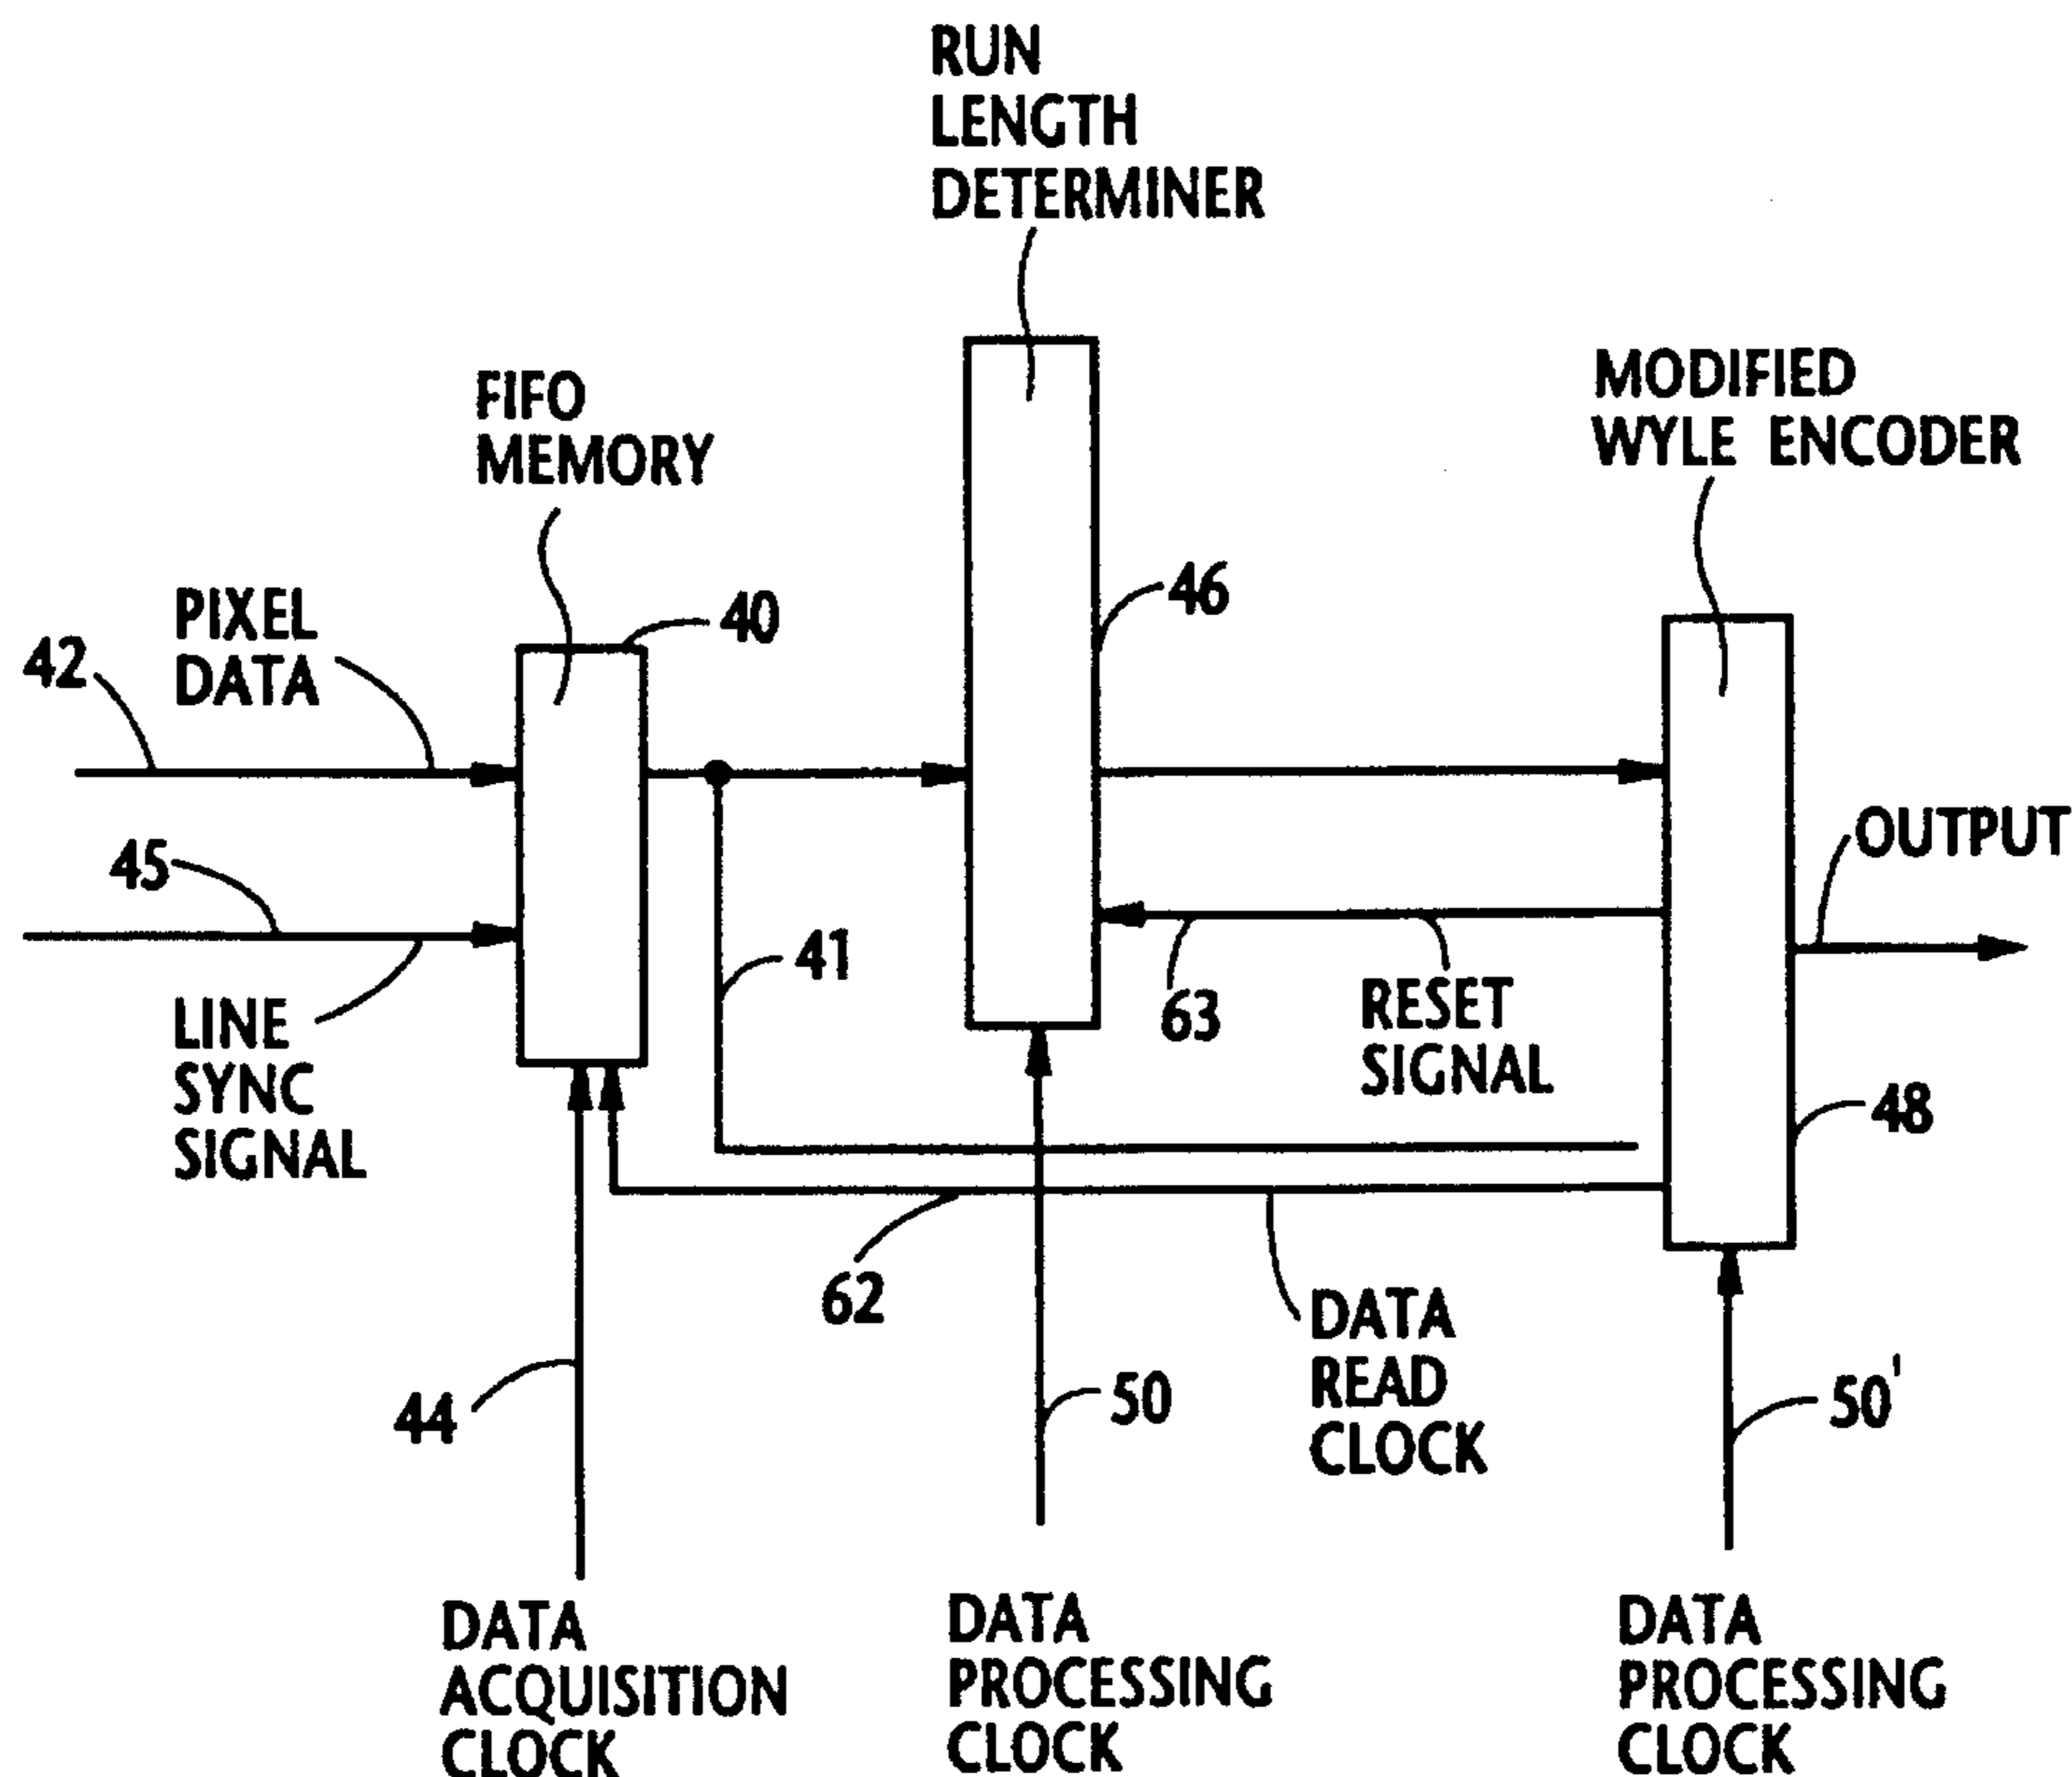 RUN
LENGTH
DETERMINER
FIFO
MEMORY
MODIFIED
WYLE ENCODER
PIXEL
DATA
42
40
46
45
41
OUTPUT
LINE
SYNC
SIGNAL
63
RESET
SIGNAL
48
62
DATA
READ
CLOCK
44
50
50'
DATA
ACQUISITION
CLOCK
DATA
PROCESSING
CLOCK
DATA
PROCESSING
CLOCK